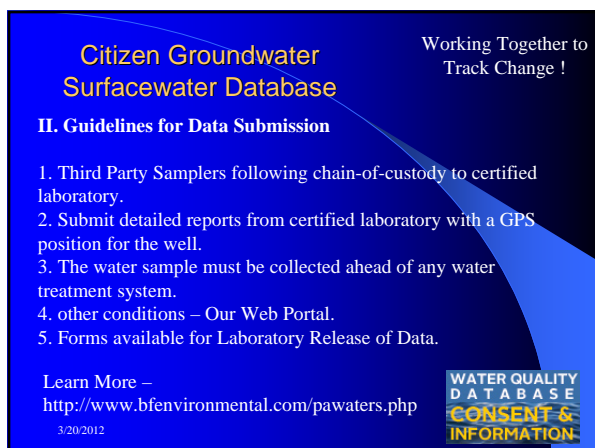 Citizen Groundwater
Surfacewater Database
Working Together to
Track Change !
II. Guidelines for Data Submission
1. Third Party Samplers following chain-of-custody to certified
laboratory.
2. Submit detailed reports from certified laboratory with a GPS
position for the well.
3. The water sample must be collected ahead of any water
treatment system.
4. other conditions – Our Web Portal.
5. Forms available for Laboratory Release of Data.
Learn More –
http://www.bfenvironmental.com/pawaters.php
3/20/2012
WATER QUALITY
DATABASE
CONSENT &
INFORMATION